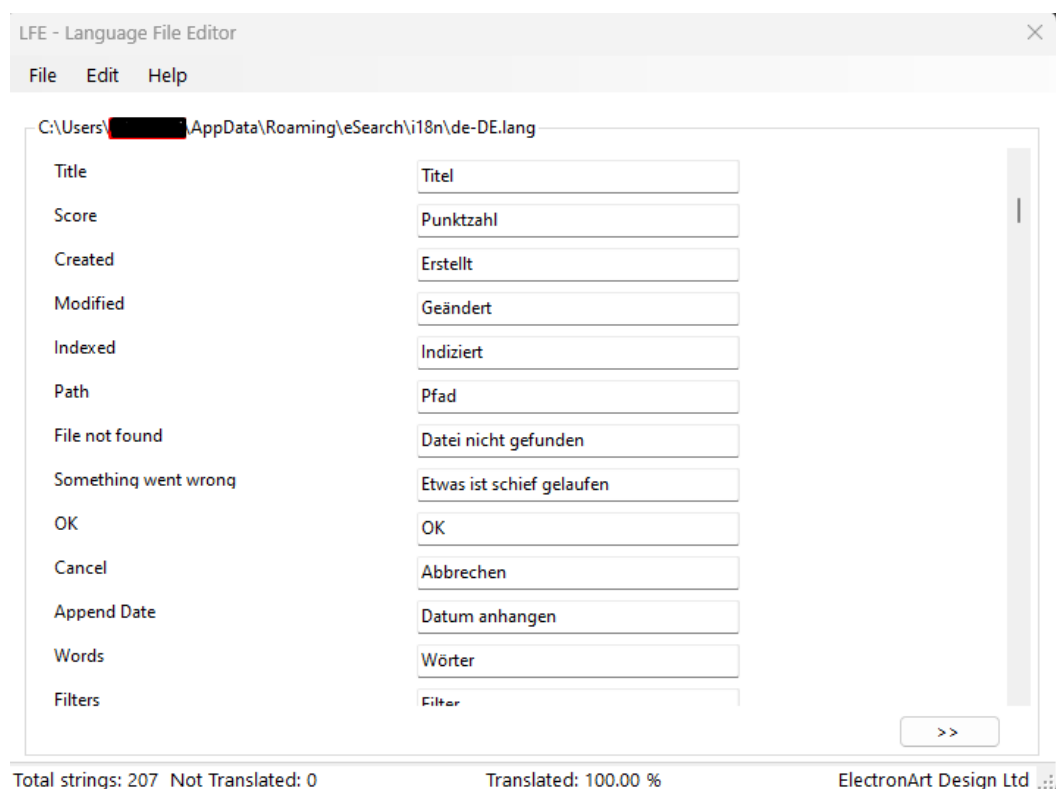 LFE - Language File Editor
File Edit Help
C:\Users\ \AppData\Roaming\eSearch\i18n\de-DE.lang
Title Titel
Score Punktzahl
Created Erstellt
Modified Geändert
Indexed Indiziert
Path Pfad
File not found Datei nicht gefunden
Something went wrong Etwas ist schief gelaufen
OK OK
Cancel Abbrechen
Append Date Datum anhangen
Words Wörter
Filters Filter
>>
Total strings: 207 Not Translated: 0 Translated: 100.00 % ElectronArt Design Ltd